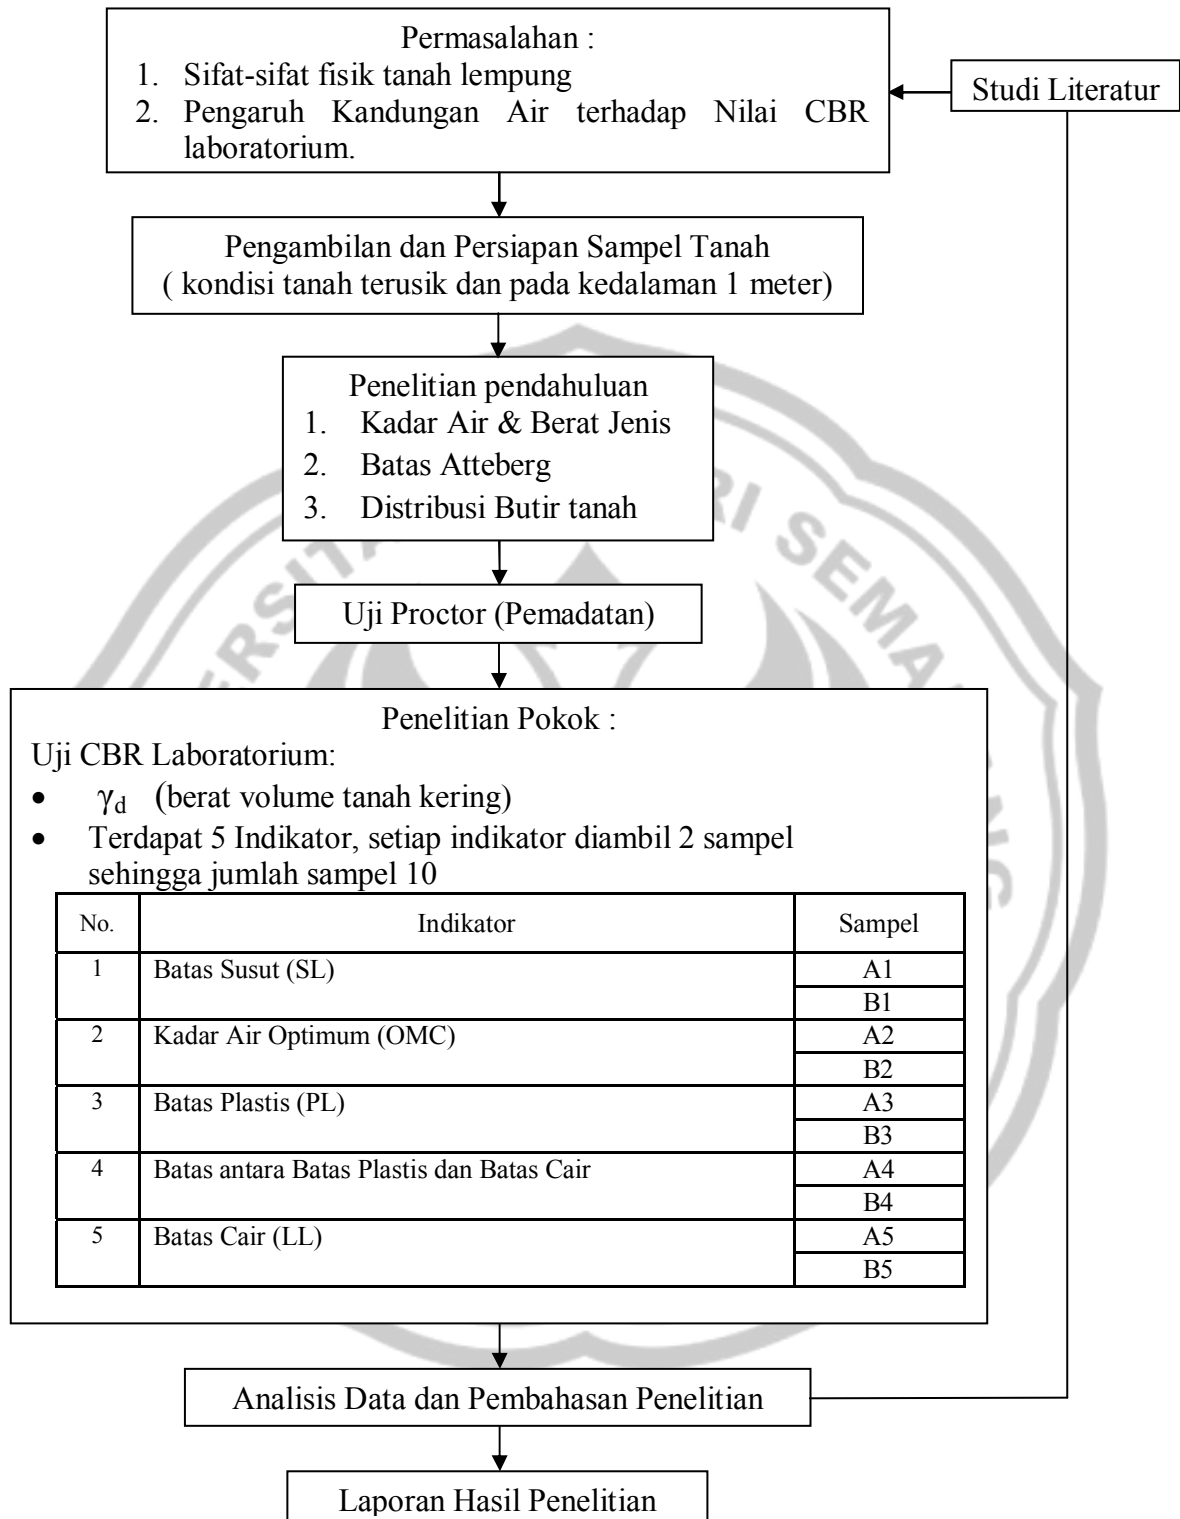 Permasalahan :
1. Sifat-sifat fisik tanah lempung
2. Pengaruh Kandungan Air terhadap Nilai CBR
laboratorium.
Studi Literatur
Pengambilan dan Persiapan Sampel Tanah
( kondisi tanah terusik dan pada kedalaman 1 meter)
Penelitian pendahuluan
1. Kadar Air & Berat Jenis
2. Batas Atteberg
3. Distribusi Butir tanah
Uji Proctor (Pemadatan)
Penelitian Pokok :
Uji CBR Laboratorium:
• γd (berat volume tanah kering)
• Terdapat 5 Indikator, setiap indikator diambil 2 sampel
sehingga jumlah sampel 10
No. Indikator Sampel
1 Batas Susut (SL) A1
B1
2 Kadar Air Optimum (OMC) A2
B2
3 Batas Plastis (PL) A3
B3
4 Batas antara Batas Plastis dan Batas Cair A4
B4
5 Batas Cair (LL) A5
B5
Analisis Data dan Pembahasan Penelitian
Laporan Hasil Penelitian